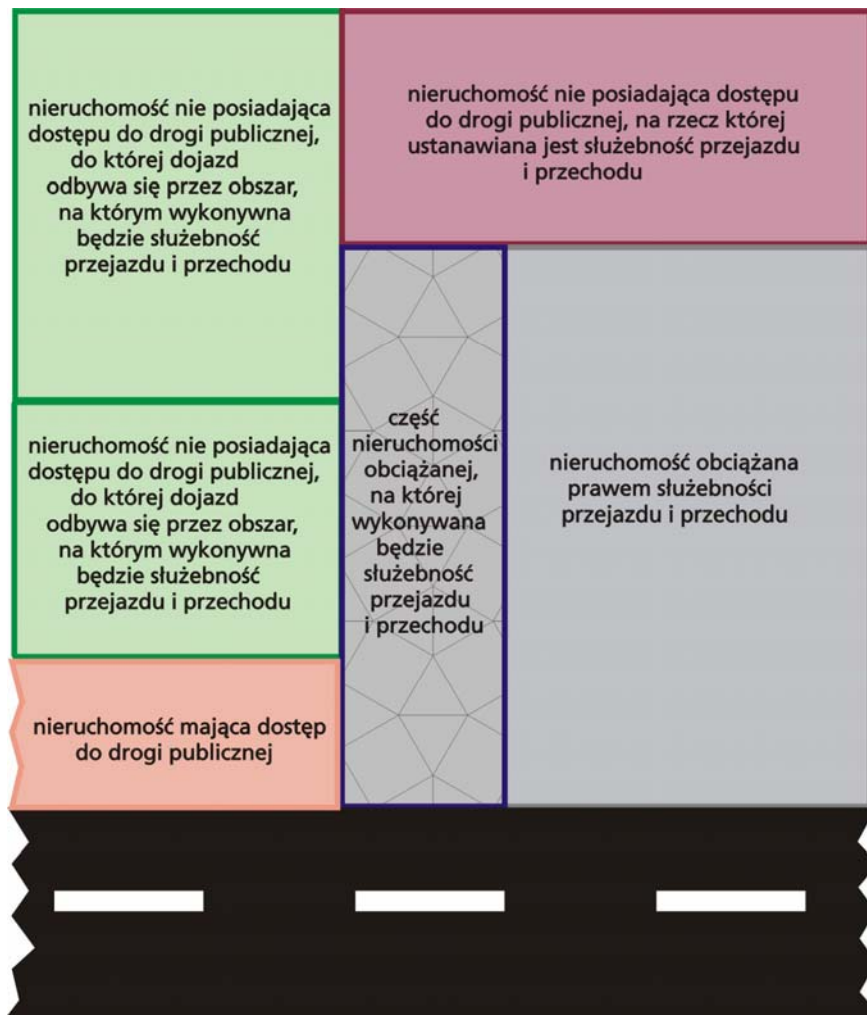 nieruchomość nie posiadająca
dostępu do drogi publicznej,
do której dojazd
odbywa się przez obszar,
na którym wykonywna
będzie służebność
przejazdu i przechodu
nieruchomość nie posiadająca dostępu
do drogi publicznej, na rzecz której
ustanawiana jest służebność przejazdu
i przechodu
nieruchomość nie posiadająca
dostępu do drogi publicznej,
do której dojazd
odbywa się przez obszar,
na którym wykonywna
będzie służebność
przejazdu i przechodu
część
nieruchomości
obciążanej,
na której
wykonywana
będzie
służebność
przejazdu
i przechodu
nieruchomość obciążana
prawem służebności
przejazdu i przechodu
nieruchomość mająca dostęp
do drogi publicznej